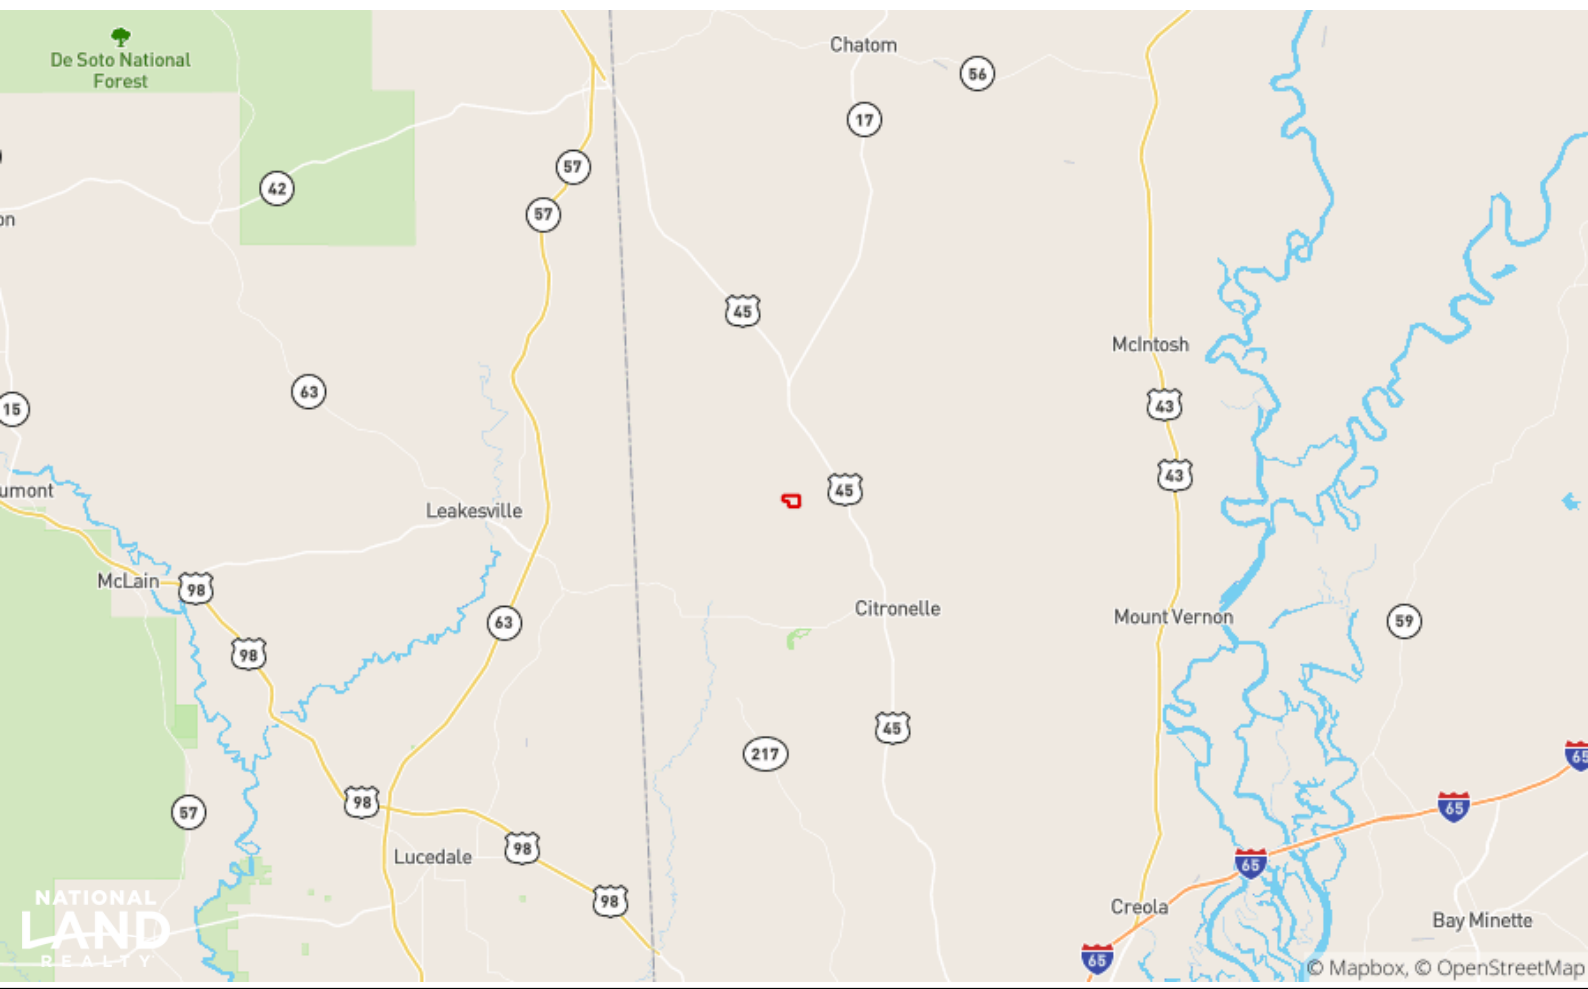 De Soto National
Forest
Chatom
56
17
57
42
57
on
45
McIntosh
63
43
15
43
45
umont
Leakesville
McLain
98
Citronelle
Mount Vernon
63
59
98
45
217
65
98
65
57
98
Lucedale
65
98
NATIONAL
LAND
REALTY
Creola
Bay Minette
65
© Mapbox, © OpenStreetMap